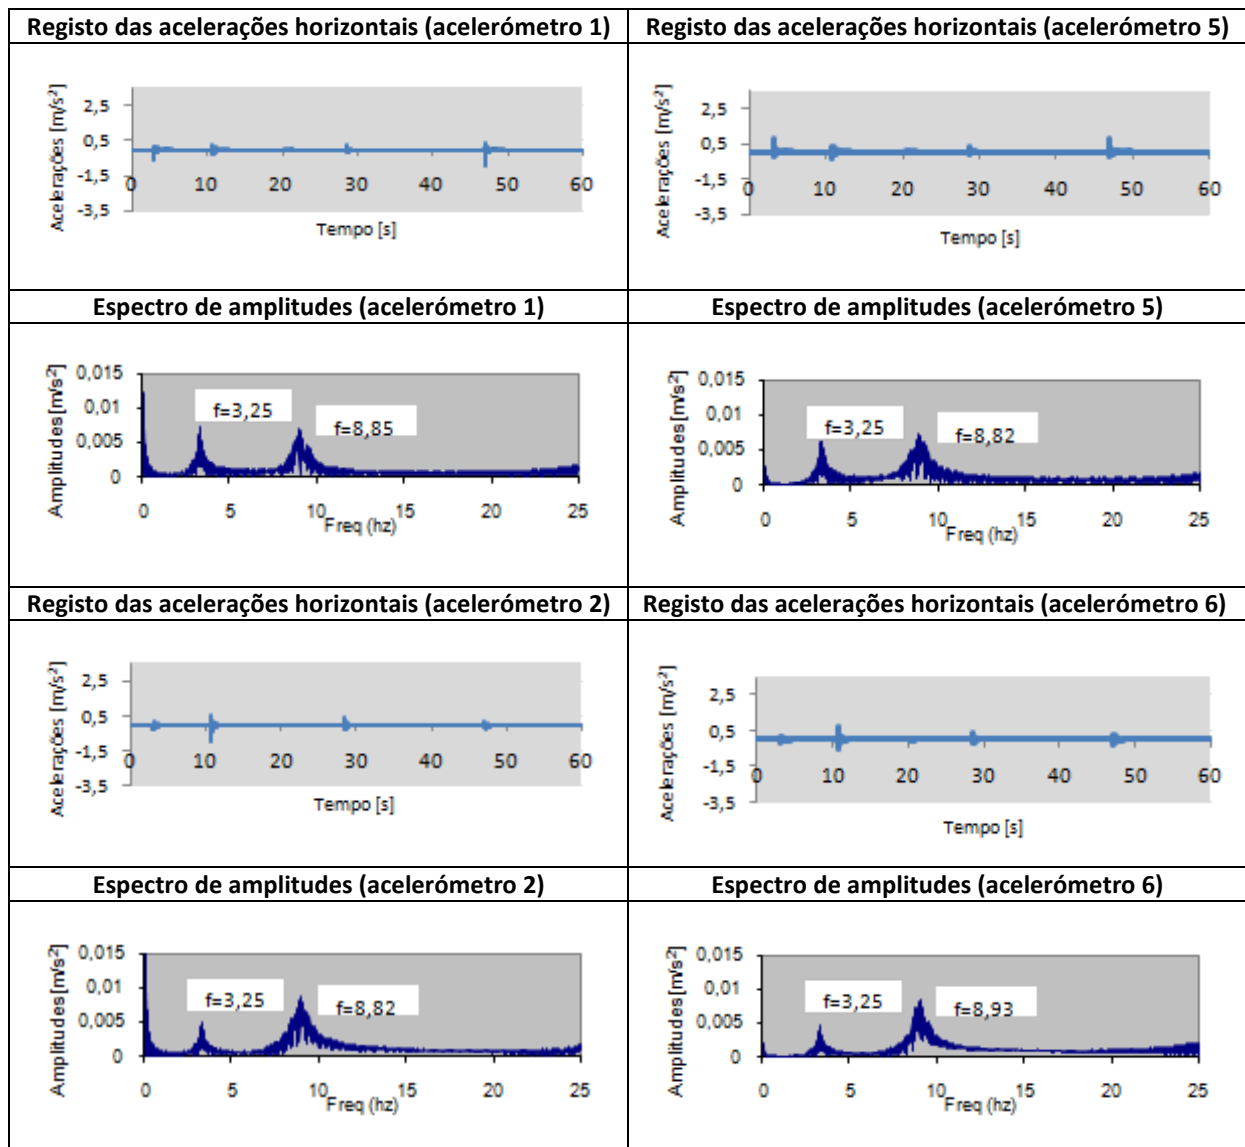 Registo das acelerações horizontais (acelerómetro 1)
Registo das acelerações horizontais (acelerómetro 5)
Acelerações [m/s²]
2,5
0,5
-1,5
-3,5
0 10 20 30 40 50 60
Tempo [s]
Acelerações [m/s²]
2,5
0,5
-1,5
-3,5
0 10 20 30 40 50 60
Tempo [s]
Espectro de amplitudes (acelerómetro 1)
Espectro de amplitudes (acelerómetro 5)
Amplitudes [m/s²]
0,015
0,01
0,005
0
f=3,25
f=8,85
0 5 10 15 20 25
Freq (hz)
Amplitudes [m/s²]
0,015
0,01
0,005
0
f=3,25
f=8,82
0 5 10 15 20 25
Freq (hz)
Registo das acelerações horizontais (acelerómetro 2)
Registo das acelerações horizontais (acelerómetro 6)
Acelerações [m/s²]
2,5
0,5
-1,5
-3,5
0 10 20 30 40 50 60
Tempo [s]
Acelerações [m/s²]
2,5
0,5
-1,5
-3,5
0 10 20 30 40 50 60
Tempo [s]
Espectro de amplitudes (acelerómetro 2)
Espectro de amplitudes (acelerómetro 6)
Amplitudes [m/s²]
0,015
0,01
0,005
0
f=3,25
f=8,82
0 5 10 15 20 25
Freq (hz)
Amplitudes [m/s²]
0,015
0,01
0,005
0
f=3,25
f=8,93
0 5 10 15 20 25
Freq (hz)